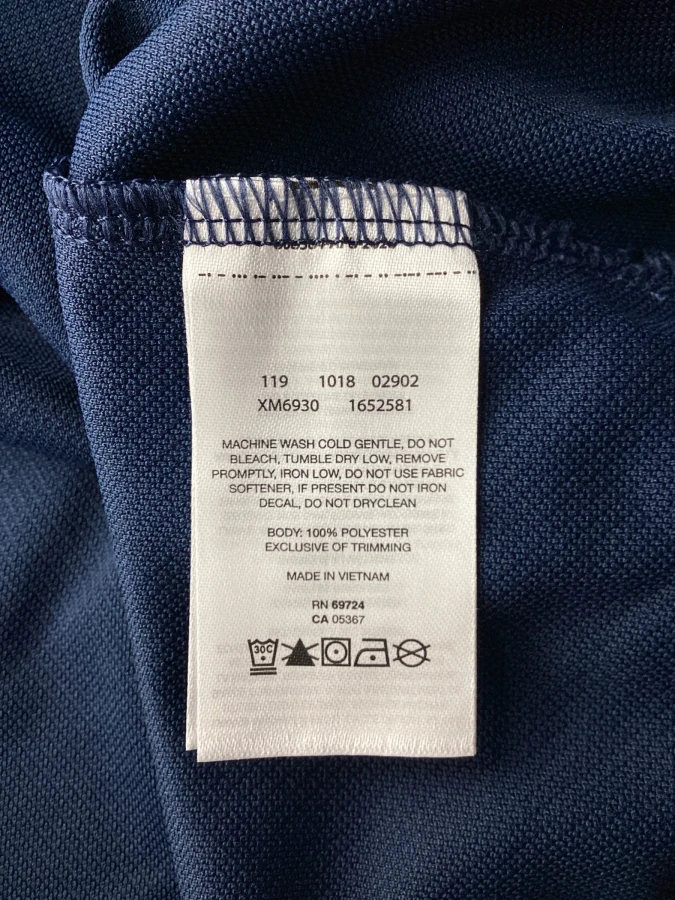 119 1018 02902
XM6930 1652581
MACHINE WASH COLD GENTLE, DO NOT
BLEACH, TUMBLE DRY LOW, REMOVE
PROMPTLY, IRON LOW, DO NOT USE FABRIC
SOFTENER, IF PRESENT DO NOT IRON
DECAL, DO NOT DRYCLEAN
BODY: 100% POLYESTER
EXCLUSIVE OF TRIMMING
MADE IN VIETNAM
RN 69724
CA 05367
30C